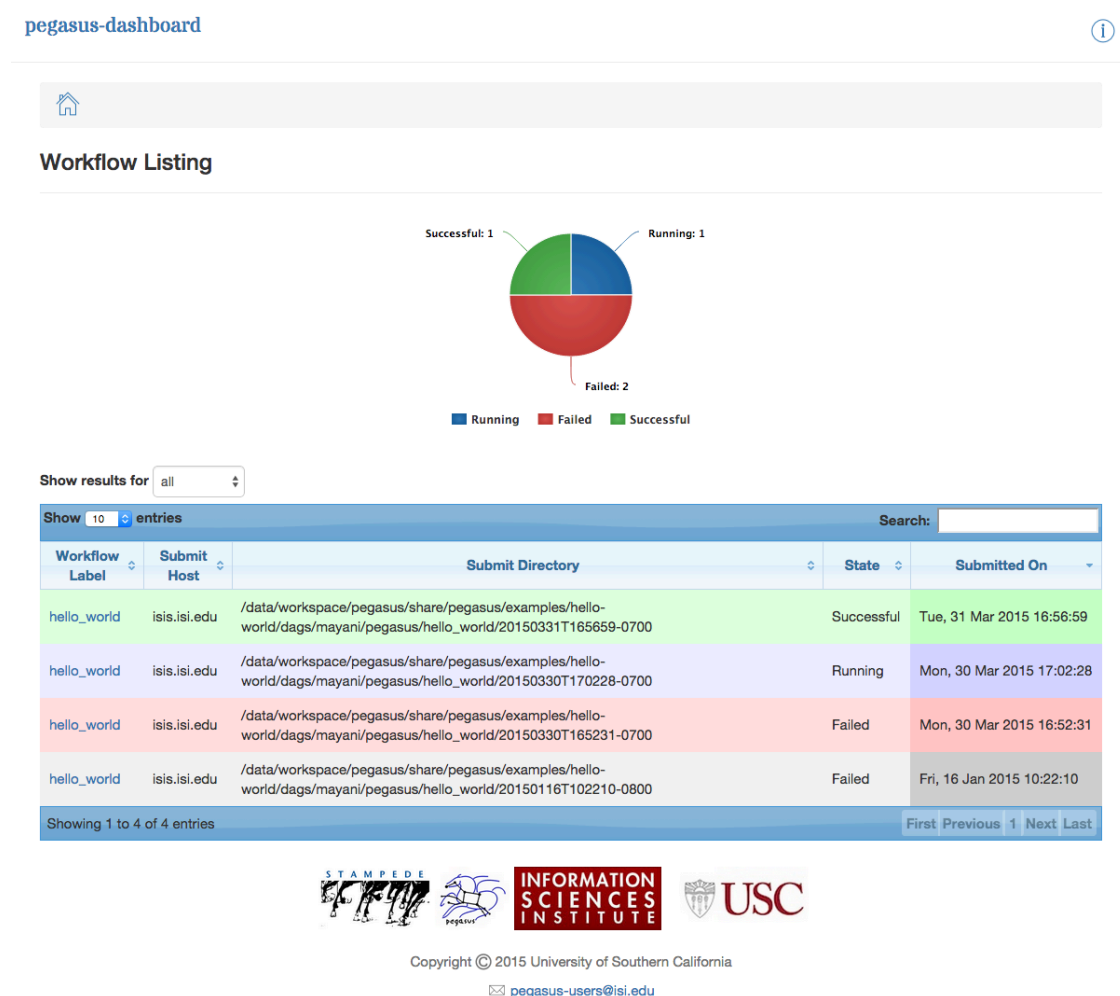 pegasus-dashboard
i
Workflow Listing
Successful: 1
Running: 1
Failed: 2
Running Failed Successful
Show results for all
Show 10 entries
Search:
Workflow Label Submit Host Submit Directory State Submitted On
hello_world isis.isi.edu /data/workspace/pegasus/share/pegasus/examples/hello-
world/dags/mayani/pegasus/hello_world/20150331T165659-0700 Successful Tue, 31 Mar 2015 16:56:59
hello_world isis.isi.edu /data/workspace/pegasus/share/pegasus/examples/hello-
world/dags/mayani/pegasus/hello_world/20150330T170228-0700 Running Mon, 30 Mar 2015 17:02:28
hello_world isis.isi.edu /data/workspace/pegasus/share/pegasus/examples/hello-
world/dags/mayani/pegasus/hello_world/20150330T165231-0700 Failed Mon, 30 Mar 2015 16:52:31
hello_world isis.isi.edu /data/workspace/pegasus/share/pegasus/examples/hello-
world/dags/mayani/pegasus/hello_world/20150116T102210-0800 Failed Fri, 16 Jan 2015 10:22:10
Showing 1 to 4 of 4 entries
First Previous 1 Next Last
STAMPEDE
pegasus
INFORMATION
SCIENCES
INSTITUTE
USC
Copyright © 2015 University of Southern California
pegasus-users@isi.edu